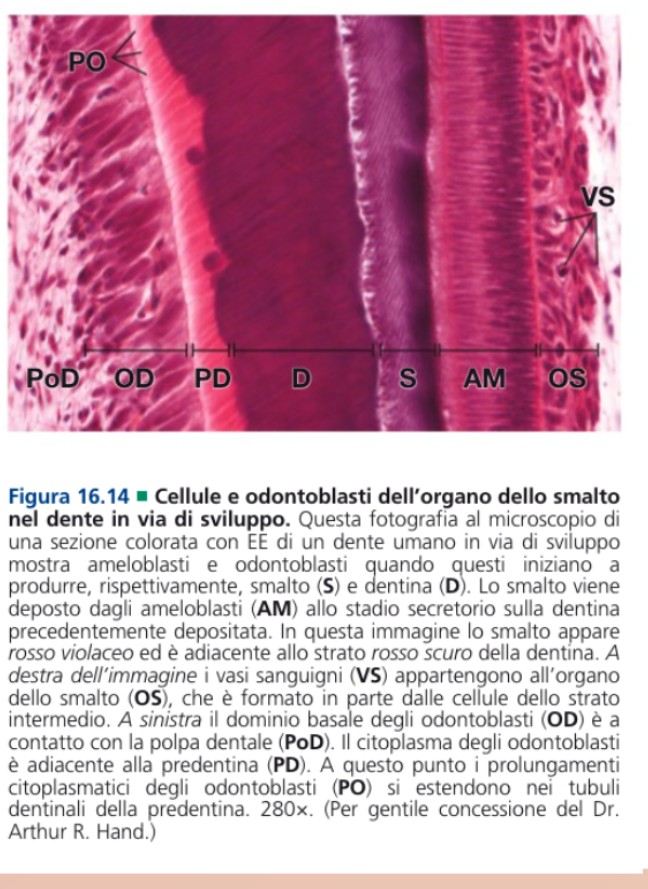 PO
VS
PoD OD PD D S AM OS
Figura 16.14 ■ Cellule e odontoblasti dell'organo dello smalto
nel dente in via di sviluppo. Questa fotografia al microscopio di
una sezione colorata con EE di un dente umano in via di sviluppo
mostra ameloblasti e odontoblasti quando questi iniziano a
produrre, rispettivamente, smalto (S) e dentina (D). Lo smalto viene
deposto dagli ameloblasti (AM) allo stadio secretorio sulla dentina
precedentemente depositata. In questa immagine lo smalto appare
rosso violaceo ed è adiacente allo strato rosso scuro della dentina. A
destra dell'immagine i vasi sanguigni (VS) appartengono all'organo
dello smalto (OS), che è formato in parte dalle cellule dello strato
intermedio. A sinistra il dominio basale degli odontoblasti (OD) è a
contatto con la polpa dentale (PoD). Il citoplasma degli odontoblasti
è adiacente alla predentina (PD). A questo punto i prolungamenti
citoplasmatici degli odontoblasti (PO) si estendono nei tubuli
dentinali della predentina. 280×. (Per gentile concessione del Dr.
Arthur R. Hand.)